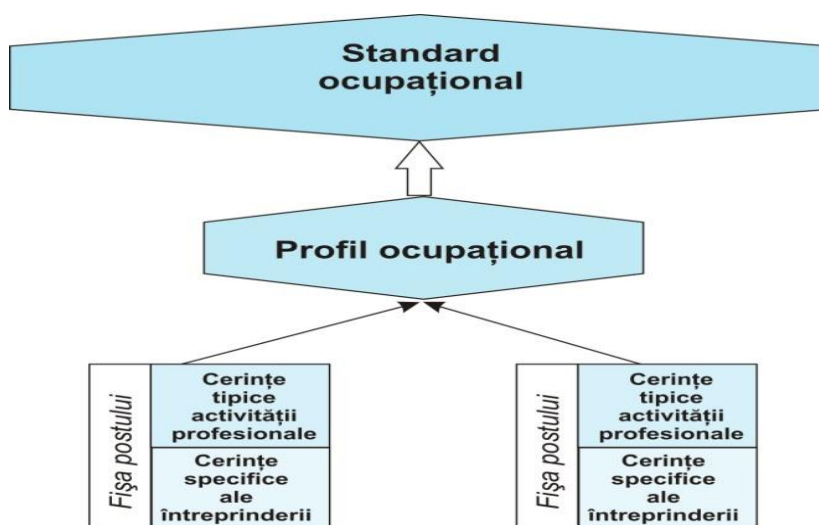 Standard
ocupațional
Profil ocupațional
Fișa postului
Cerințe
tipice
activității
profesionale
Cerințe
specifice
ale
întreprinderii
Fișa postului
Cerințe
tipice
activității
profesionale
Cerințe
specifice
ale
întreprinderii